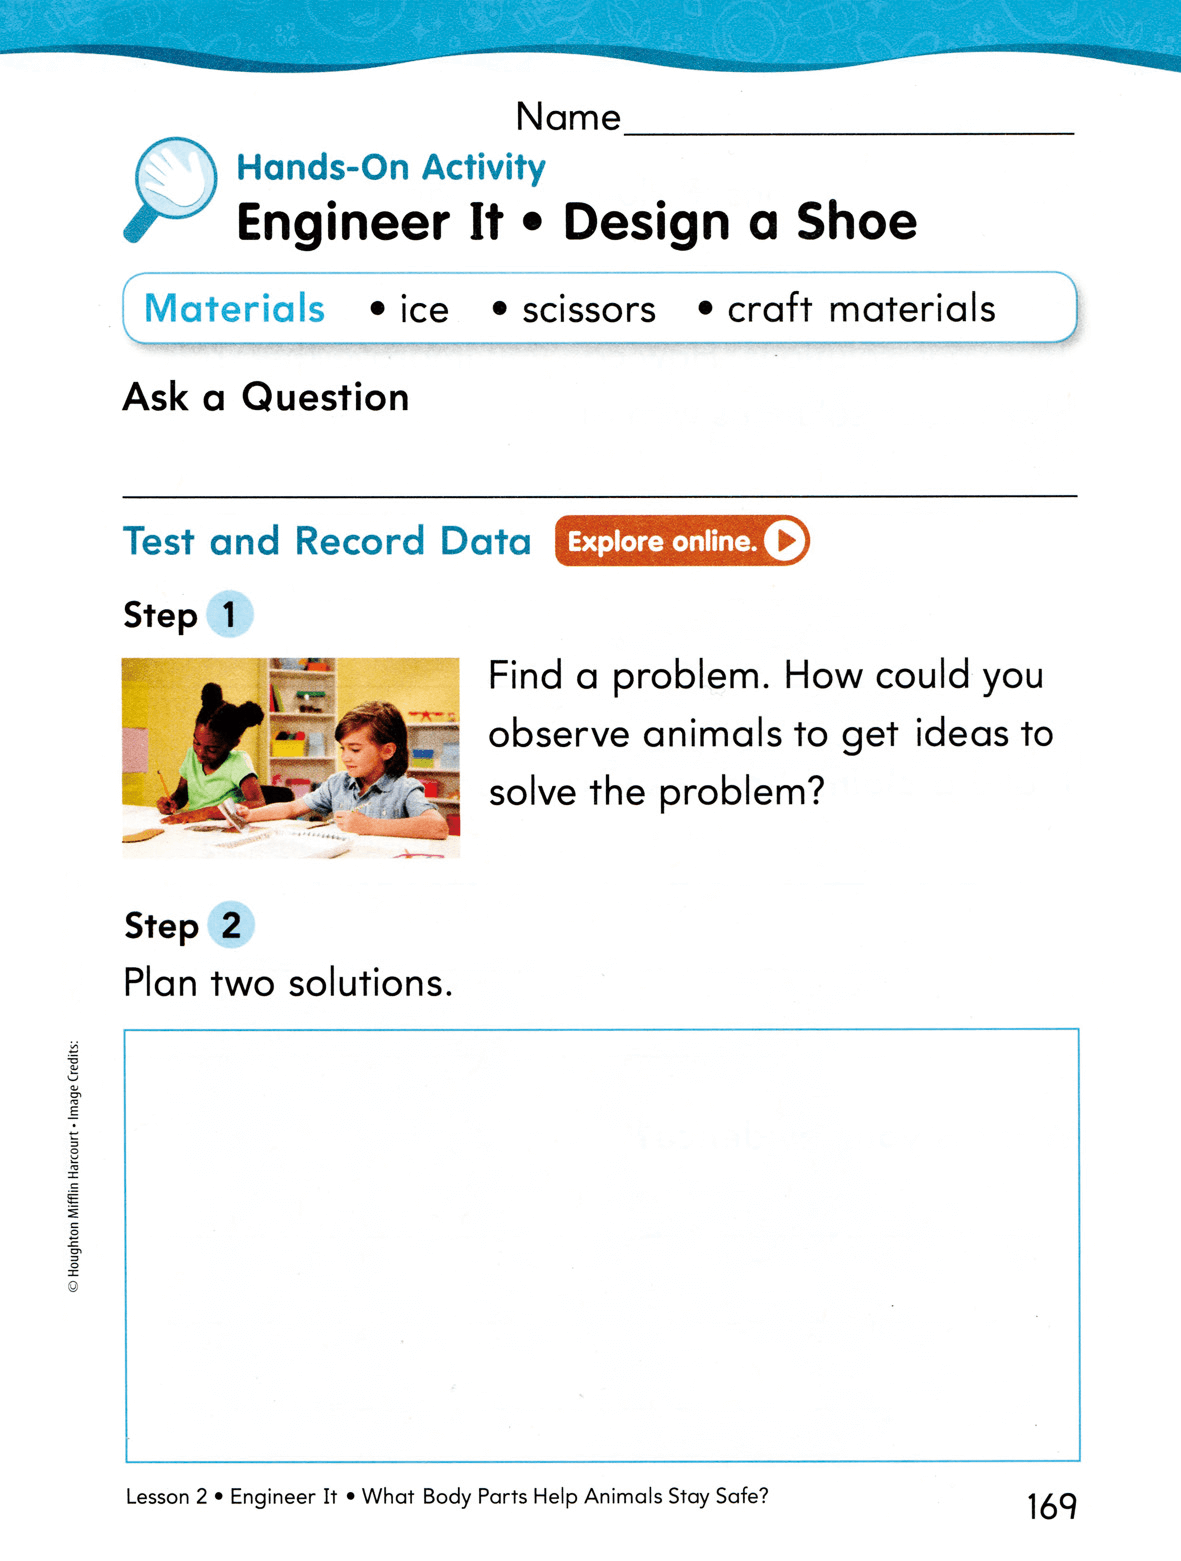 Name
Hands-On Activity
Engineer It • Design a Shoe
Materials • ice • scissors • craft materials
Ask a Question
Test and Record Data Explore online.
Step 1
Find a problem. How could you
observe animals to get ideas to
solve the problem?
Step 2
Plan two solutions.
© Houghton Mifflin Harcourt • Image Credits:
Lesson 2 • Engineer It • What Body Parts Help Animals Stay Safe?
169